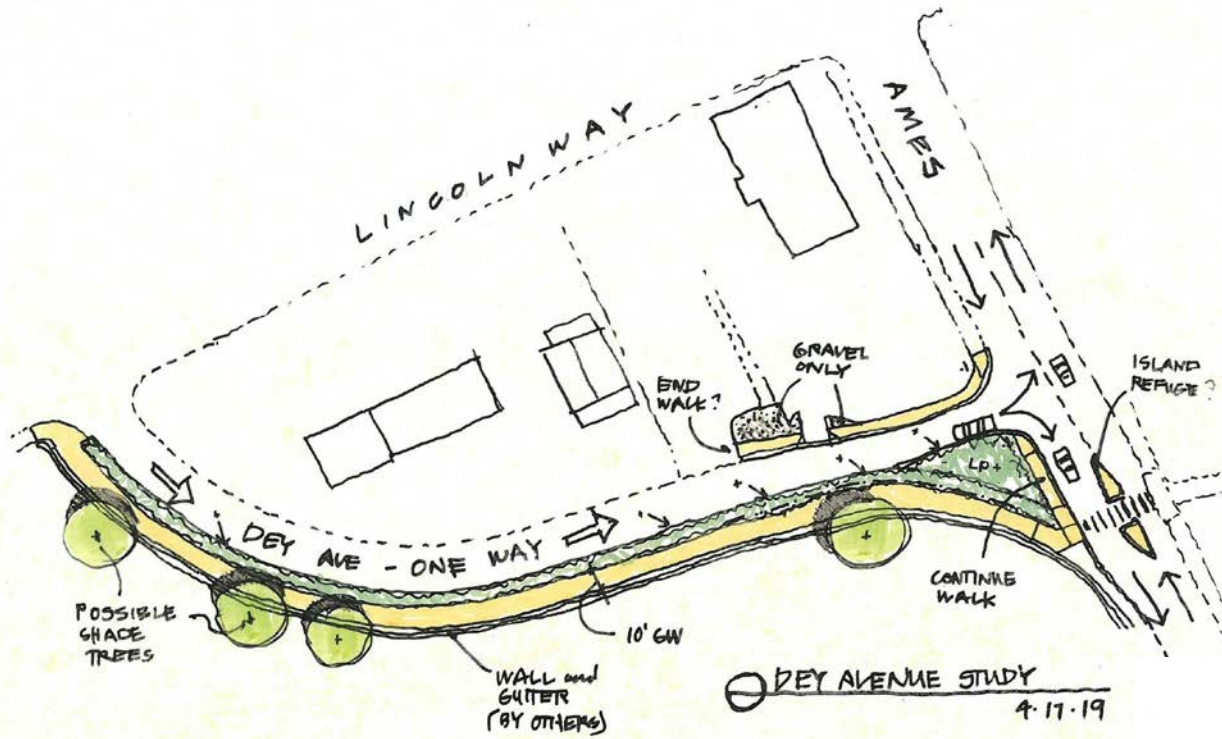 LINCOLN WAY
AMES
END
WALK?
GRAVEL
ONLY
ISLAND
REFUGE?
LP
DEY AVE - ONE WAY
POSSIBLE
SHADE
TREES
10' SW
CONTINUE
WALK
WALL and
GUTTER
(BY OTHERS)
DEY AVENUE STUDY
4.17.19